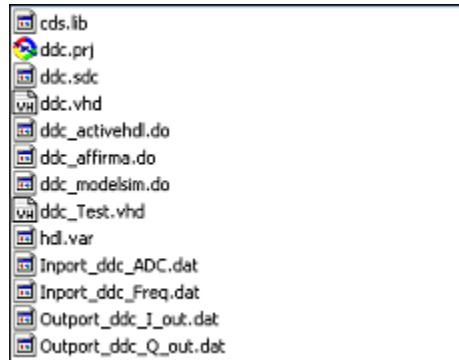 cds.lib
ddc.prj
ddc.sdc
ddc.vhd
ddc_activehdl.do
ddc_affirma.do
ddc_modelsim.do
ddc_Test.vhd
hdl.var
Inport_ddc_ADC.dat
Inport_ddc_Freq.dat
Outport_ddc_I_out.dat
Outport_ddc_Q_out.dat